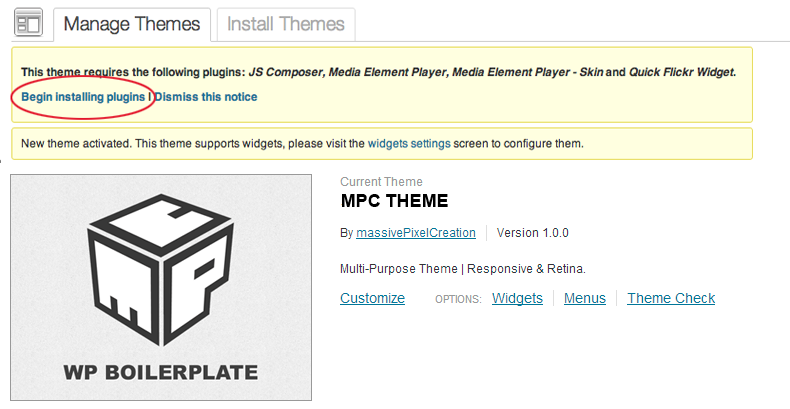 Manage Themes
Install Themes
This theme requires the following plugins: JS Composer, Media Element Player, Media Element Player - Skin and Quick Flickr Widget.
Begin installing plugins | Dismiss this notice
New theme activated. This theme supports widgets, please visit the widgets settings screen to configure them.
MPC
WP BOILERPLATE
Current Theme
MPC THEME
By massivePixelCreation
Version 1.0.0
Multi-Purpose Theme | Responsive & Retina.
Customize
OPTIONS: Widgets Menus Theme Check